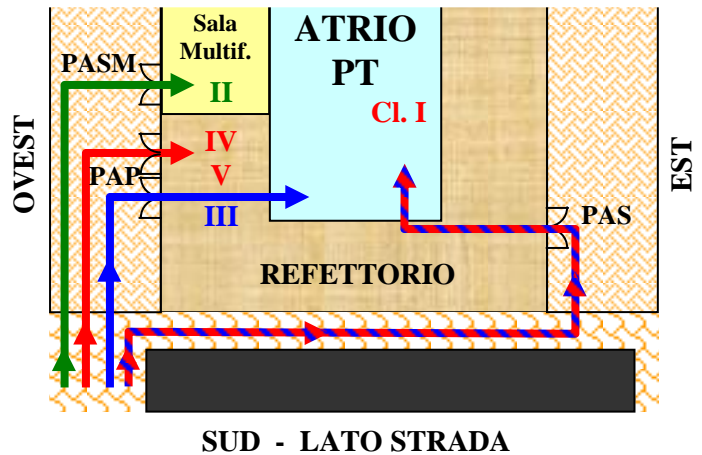 Sala
Multif.
ATRIO
PT
PASM
II
Cl. I
IV
V
PAP
III
OVEST
EST
PAS
REFETTORIO
SUD - LATO STRADA